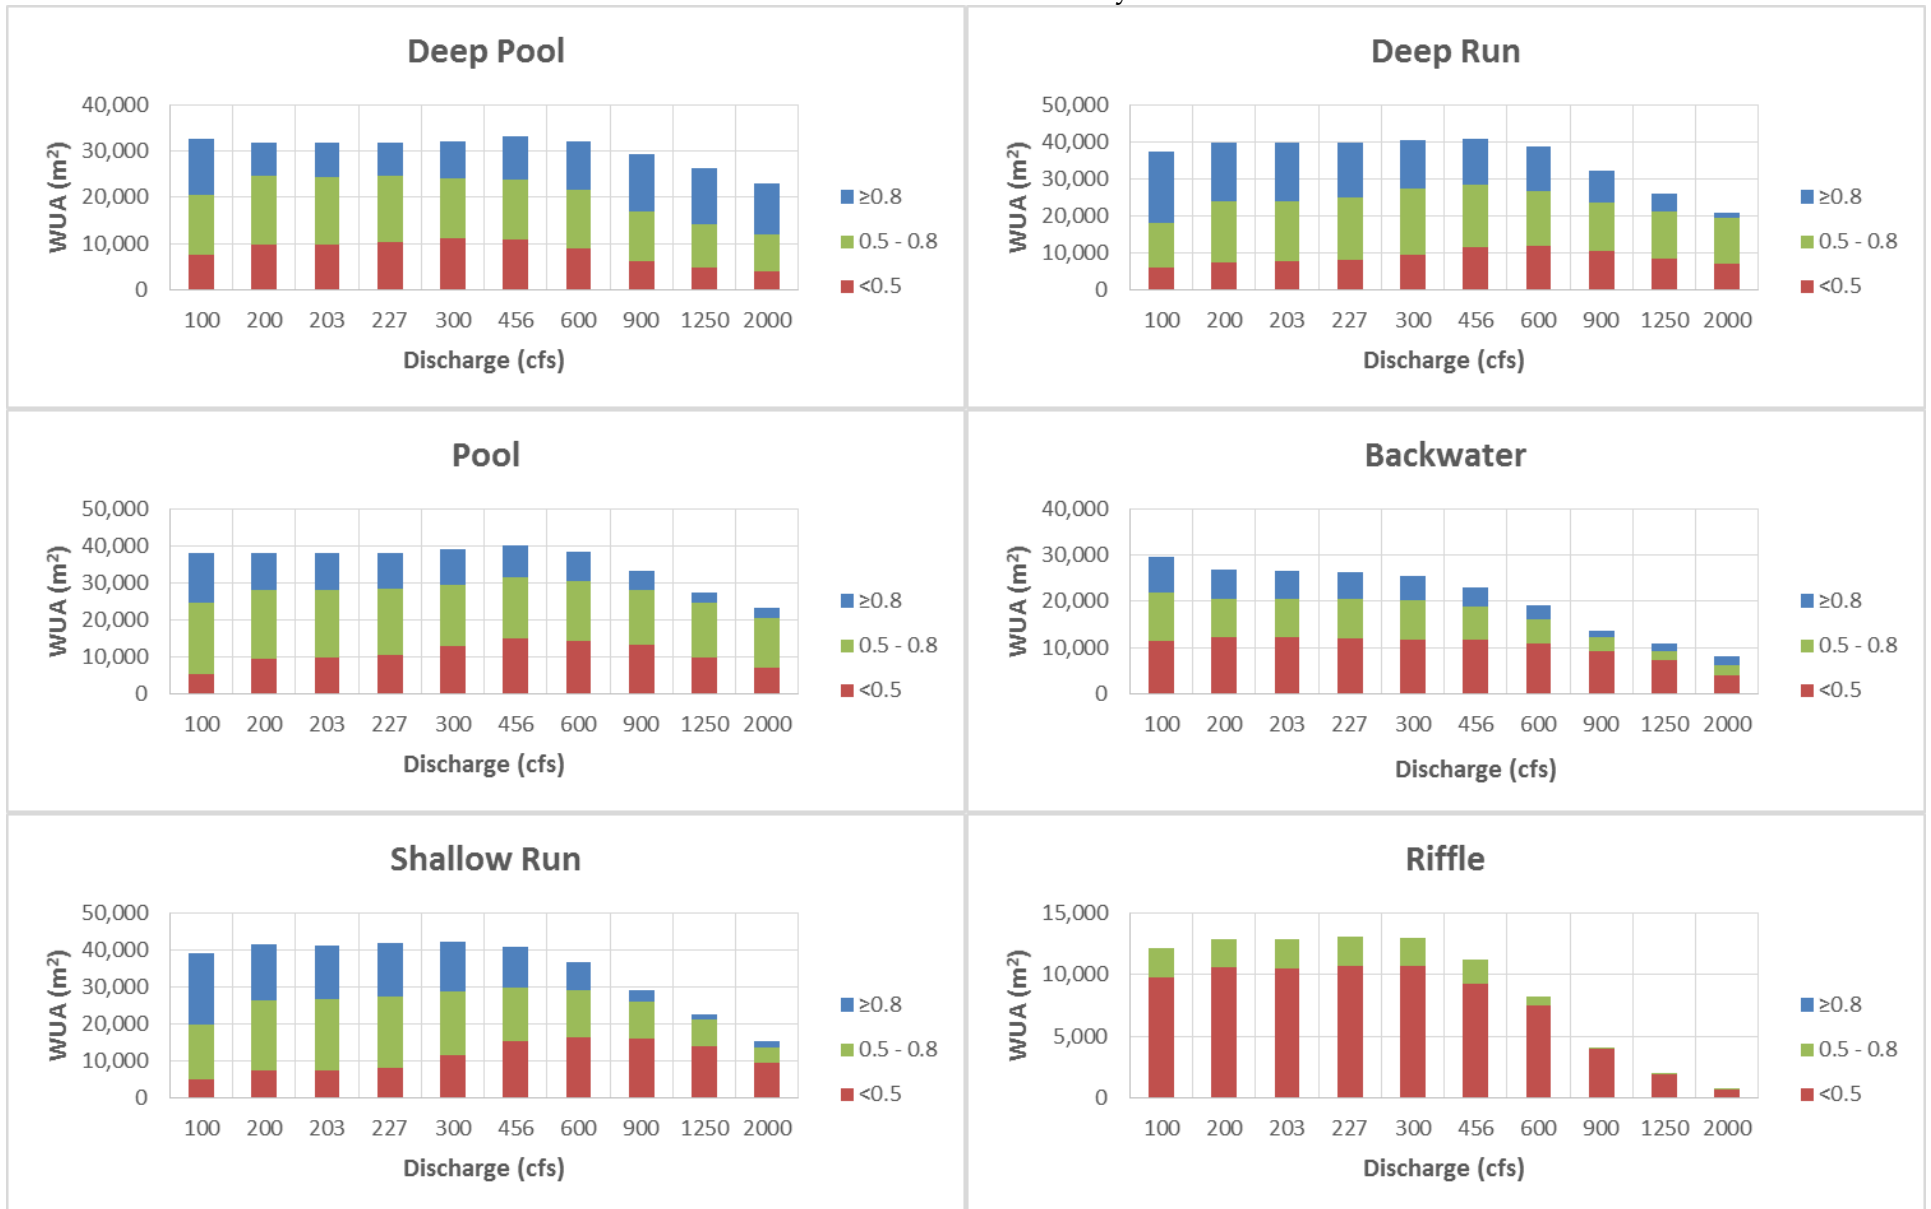 y
Deep Pool
40,000
30,000
20,000
10,000
0
WUA (m²)
100 200 203 227 300 456 600 900 1250 2000
Discharge (cfs)
≥0.8
0.5 - 0.8
<0.5
Deep Run
50,000
40,000
30,000
20,000
10,000
0
WUA (m²)
100 200 203 227 300 456 600 900 1250 2000
Discharge (cfs)
≥0.8
0.5 - 0.8
<0.5
Pool
50,000
40,000
30,000
20,000
10,000
0
WUA (m²)
100 200 203 227 300 456 600 900 1250 2000
Discharge (cfs)
≥0.8
0.5 - 0.8
<0.5
Backwater
40,000
30,000
20,000
10,000
0
WUA (m²)
100 200 203 227 300 456 600 900 1250 2000
Discharge (cfs)
≥0.8
0.5 - 0.8
<0.5
Shallow Run
50,000
40,000
30,000
20,000
10,000
0
WUA (m²)
100 200 203 227 300 456 600 900 1250 2000
Discharge (cfs)
≥0.8
0.5 - 0.8
<0.5
Riffle
15,000
10,000
5,000
0
WUA (m²)
100 200 203 227 300 456 600 900 1250 2000
Discharge (cfs)
≥0.8
0.5 - 0.8
<0.5